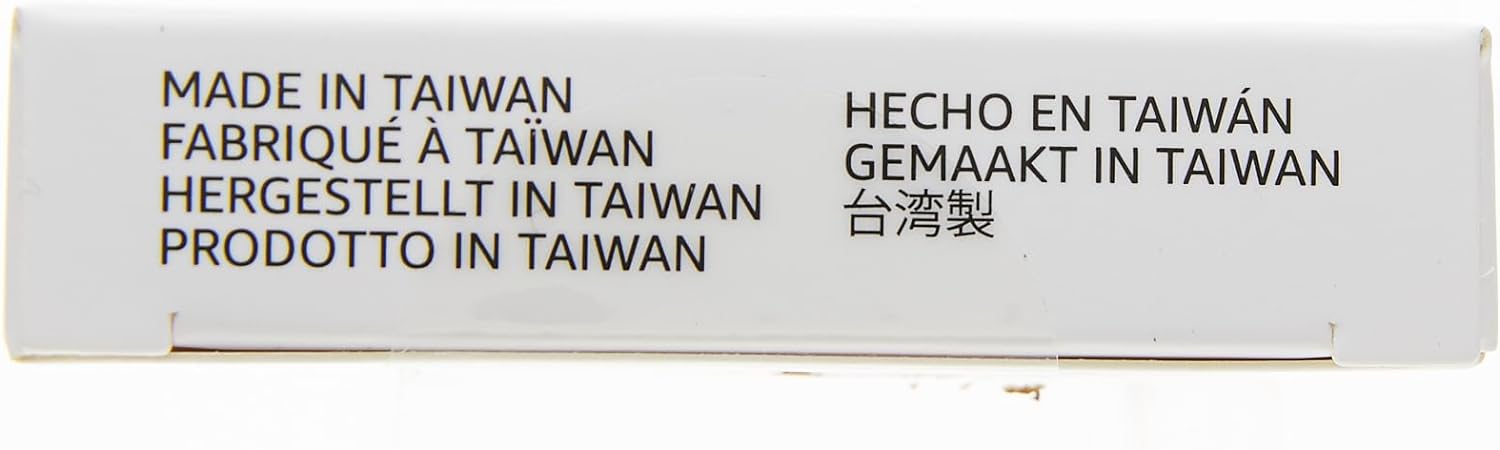 MADE IN TAIWAN
FABRIQUÉ À TAÏWAN
HERGESTELLT IN TAIWAN
PRODOTTO IN TAIWAN
HECHO EN TAIWÁN
GEMAAKT IN TAIWAN
台湾製